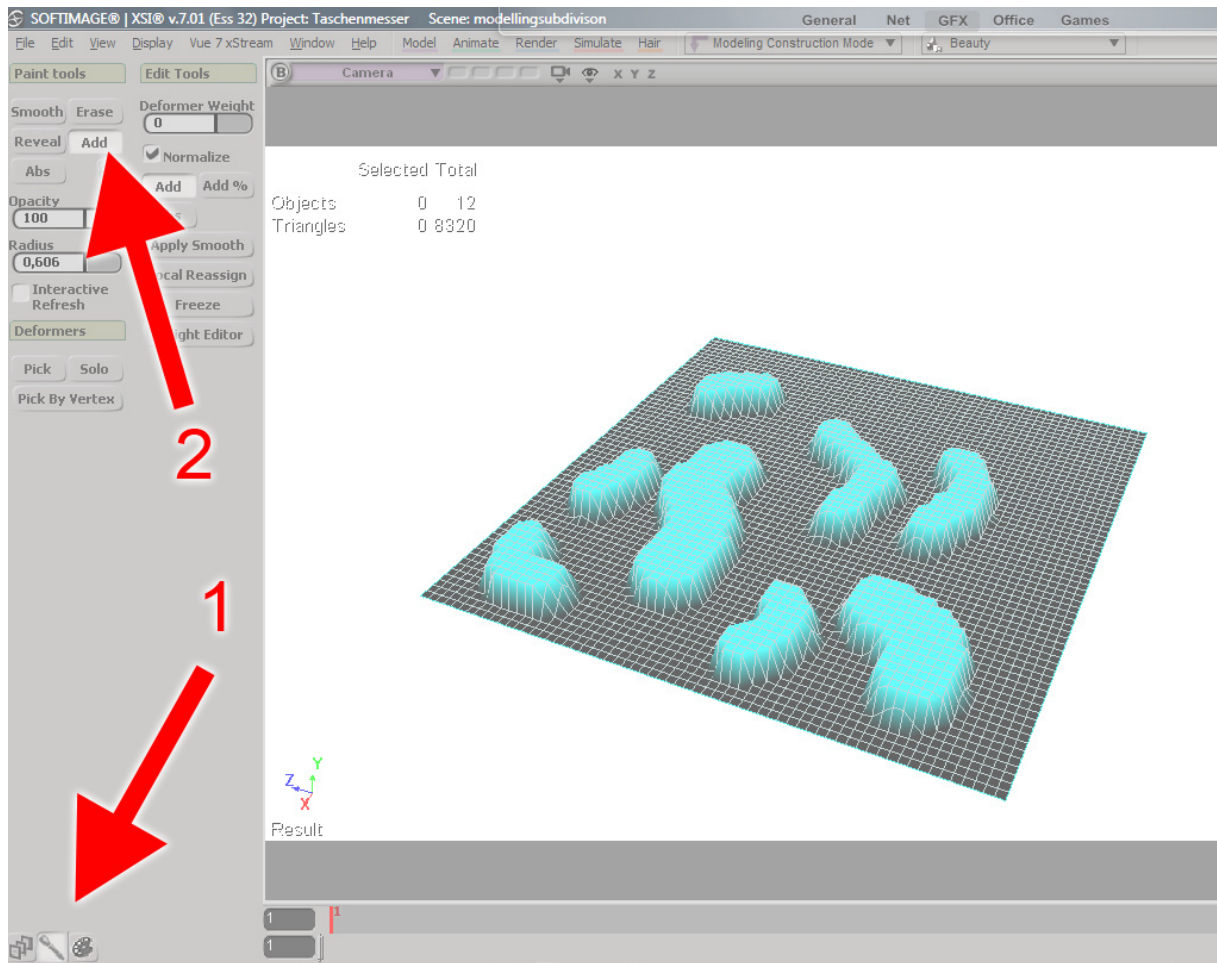 SOFTIMAGE® | XSI® v.7.01 (Ess 32) Project: Taschenmesser Scene: modellingsubdivison General Net GFX Office Games
File Edit View Display Vue 7 xStream Window Help Model Animate Render Simulate Hair Modeling Construction Mode Beauty
Paint tools Edit Tools B Camera X Y Z
Smooth Erase Deformer Weight
0
Reveal Add Normalize
Abs Add Add %
Selected Total
Opacity
100
Objects 0 12
Triangles 0 8320
Radius Apply Smooth
0,606
ocal Reassign
Interactive
Refresh Freeze
Deformers ght Editor
Pick Solo
Pick By Vertex
2
1
Y
Z
X
Result
1 1
1